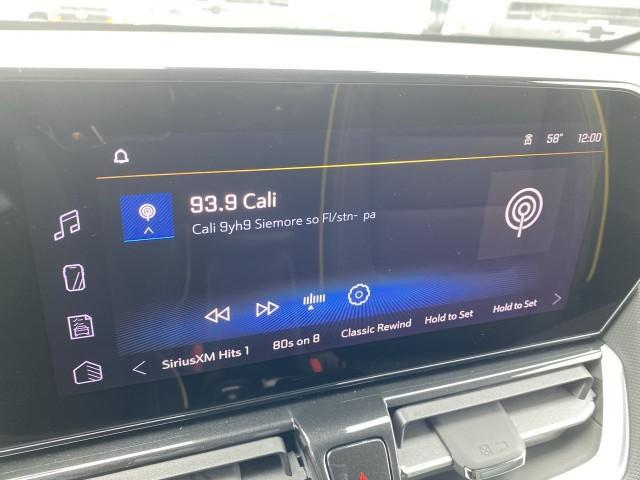 58° 12:00
93.9 Cali
Cali 9yh9 Siemore so Fl/stn- pa
SiriusXM Hits 1 80s on 8 Classic Rewind Hold to Set Hold to Set